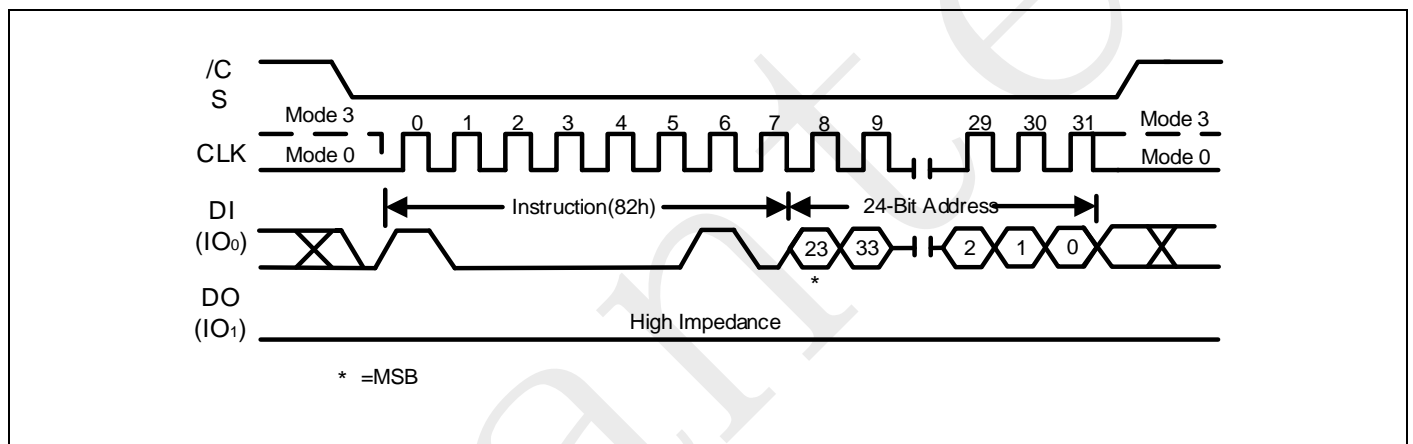 /C
S
Mode 3
0 1 2 3 4 5 6 7 8 9 29 30 31
Mode 3
CLK
Mode 0
Mode 0
DI
(IO0)
Instruction(82h)
24-Bit Address
23 33 2 1 0
*
DO
(IO1)
High Impedance
* =MSB